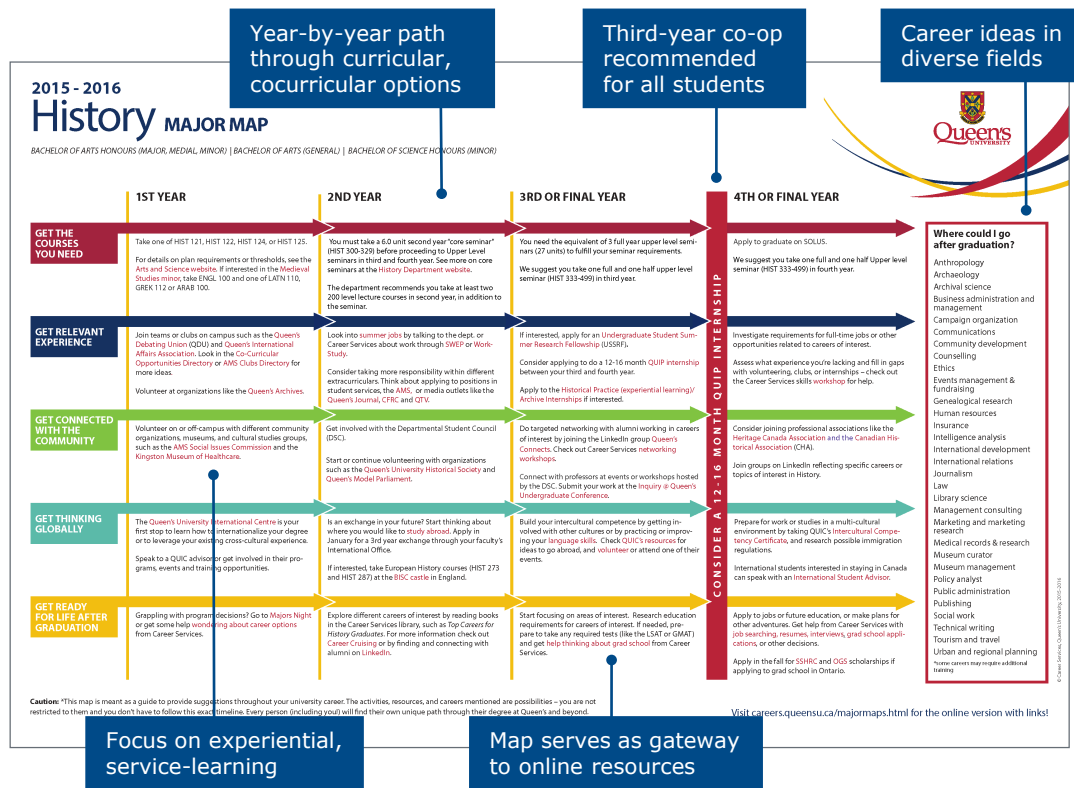 Year-by-year path
through curricular,
cocurricular options
Third-year co-op
recommended
for all students
Career ideas in
diverse fields
2015 - 2016
History MAJOR MAP
BACHELOR OF ARTS HONOURS (MAJOR, MEDIAL, MINOR) | BACHELOR OF ARTS (GENERAL) | BACHELOR OF SCIENCE HONOURS (MINOR)
Queen's
UNIVERSITY
1ST YEAR
2ND YEAR
3RD OR FINAL YEAR
4TH OR FINAL YEAR
GET THE
COURSES
YOU NEED
Take one of HIST 121, HIST 122, HIST 124, or HIST 125.
For details on plan requirements or thresholds, see the
Arts and Science website. If interested in the Medieval
Studies minor, take ENGL 100 and one of LATN 110,
GREK 112 or ARAB 100.
You must take a 6.0 unit second year "core seminar"
(HIST 300-329) before proceeding to Upper Level
seminars in third and fourth year. See more on core
seminars at the History Department website.
The department recommends you take at least two
200 level lecture courses in second year, in addition to
the seminar.
You need the equivalent of 3 full year upper level semi-
nars (27 units) to fulfill your seminar requirements.
We suggest you take one full and one half upper level
seminar (HIST 333-499) in third year.
Apply to graduate on SOLUS.
We suggest you take one full and one half Upper level
seminar (HIST 333-499) in fourth year.
GET RELEVANT
EXPERIENCE
Join teams or clubs on campus such as the Queen's
Debating Union (QDU) and Queen's International
Affairs Association. Look in the Co-Curricular
Opportunities Directory or AMS Clubs Directory for
more ideas.
Volunteer at organizations like the Queen's Archives.
Look into summer jobs by talking to the dept. or
Career Services about work through SWEP or Work-
Study.
Consider taking more responsibility within different
extracurriculars. Think about applying to positions in
student services, the AMS, or media outlets like the
Queen's Journal, CFRC and QTV.
If interested, apply for an Undergraduate Student Sum-
mer Research Fellowship (USSRF).
Consider applying to do a 12-16 month QUIP internship
between your third and fourth year.
Apply to the Historical Practice (experiential learning)/
Archive Internships if interested.
Investigate requirements for full-time jobs or other
opportunities related to careers of interest.
Assess what experience you're lacking and fill in gaps
with volunteering, clubs, or internships – check out
the Career Services skills workshop for help.
GET CONNECTED
WITH THE
COMMUNITY
Volunteer on or off-campus with different community
organizations, museums, and cultural studies groups,
such as the AMS Social Issues Commission and the
Kingston Museum of Healthcare.
Get involved with the Departmental Student Council
(DSC).
Start or continue volunteering with organizations
such as the Queen's University Historical Society and
Queen's Model Parliament.
Do targeted networking with alumni working in careers
of interest by joining the LinkedIn group Queen's
Connects. Check out Career Services networking
workshops.
Connect with professors at events or workshops hosted
by the DSC. Submit your work at the Inquiry @ Queen's
Undergraduate Conference.
Consider joining professional associations like the
Heritage Canada Association and the Canadian His-
torical Association (CHA).
Join groups on LinkedIn reflecting specific careers or
topics of interest in History.
GET THINKING
GLOBALLY
The Queen's University International Centre is your
first stop to learn how to internationalize your degree
or to leverage your existing cross-cultural experience.
Speak to a QUIC advisor or get involved in their pro-
grams, events and training opportunities.
Is an exchange in your future? Start thinking about
where you would like to study abroad. Apply in
January for a 3rd year exchange through your faculty's
International Office.
If interested, take European History courses (HIST 273
and HIST 287) at the BISC castle in England.
Build your intercultural competence by getting in-
volved with other cultures or by practicing or improv-
ing your language skills. Check QUIC's resources for
ideas to go abroad, and volunteer or attend one of their
events.
Prepare for work or studies in a multi-cultural
environment by taking QUIC's Intercultural Compe-
tency Certificate, and research possible immigration
regulations.
International students interested in staying in Canada
can speak with an International Student Advisor.
GET READY
FOR LIFE AFTER
GRADUATION
Grappling with program decisions? Go to Majors Night
or get some help wondering about career options
from Career Services.
Explore different careers of interest by reading books
in the Career Services library, such as Top Careers for
History Graduates. For more information check out
Career Cruising or by finding and connecting with
alumni on LinkedIn.
Start focusing on areas of interest. Research education
requirements for careers of interest. If needed, pre-
pare to take any required tests (like the LSAT or GMAT)
and get help thinking about grad school from Career
Services.
Apply to jobs or future education, or make plans for
other adventures. Get help from Career Services with
job searching, resumes, interviews, grad school appli-
cations, or other decisions.
Apply in the fall for SSHRC and OGS scholarships if
applying to grad school in Ontario.
CONSIDER A 12-16 MONTH QUIP INTERNSHIP
Where could I go
after graduation?
Anthropology
Archaeology
Archival science
Business administration and
management
Campaign organization
Communications
Community development
Counselling
Ethics
Events management &
fundraising
Genealogical research
Human resources
Insurance
Intelligence analysis
International development
International relations
Journalism
Law
Library science
Management consulting
Marketing and marketing
research
Medical records & research
Museum curator
Museum management
Policy analyst
Public administration
Publishing
Social work
Technical writing
Tourism and travel
Urban and regional planning
*some careers may require additional
training
© Career Services, Queen's University, 2015-2016
Caution: *This map is meant as a guide to provide suggestions throughout your university career. The activities, resources, and careers mentioned are possibilities – you are not
restricted to them and you don't have to follow this exact timeline. Every person (including you!) will find their own unique path through their degree at Queen's and beyond.
Visit careers.queensu.ca/majormaps.html for the online version with links!
Focus on experiential,
service-learning
Map serves as gateway
to online resources